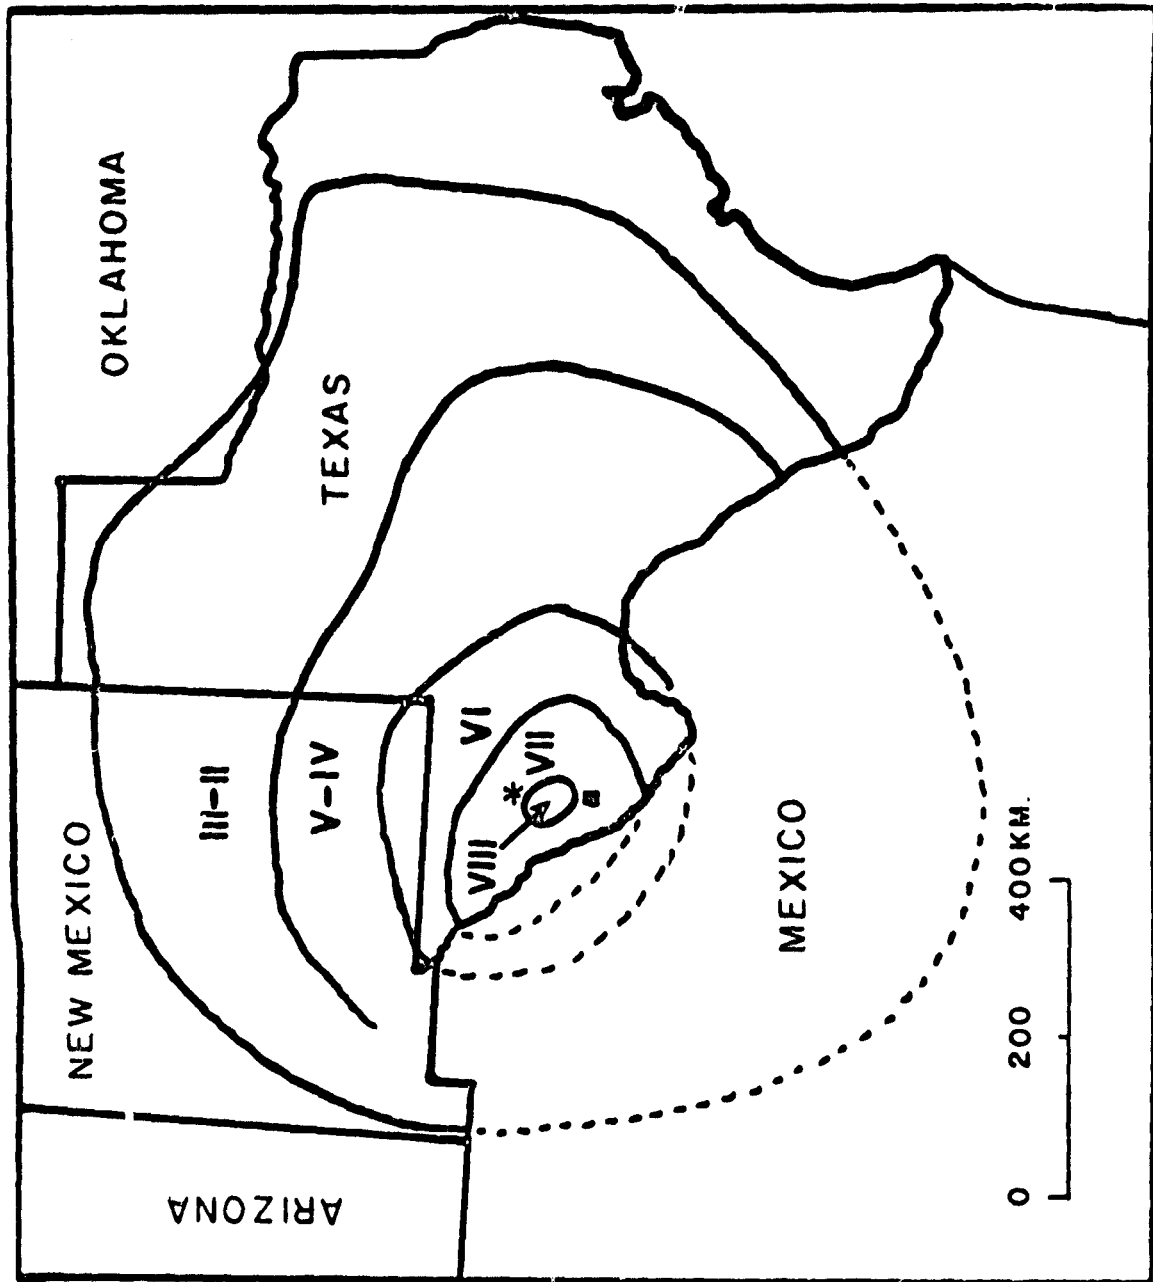 NEW MEXICO
OKLAHOMA
ARIZONA
III-II
V-IV
TEXAS
VI
VIII
VII
MEXICO
0 200 400 KM.